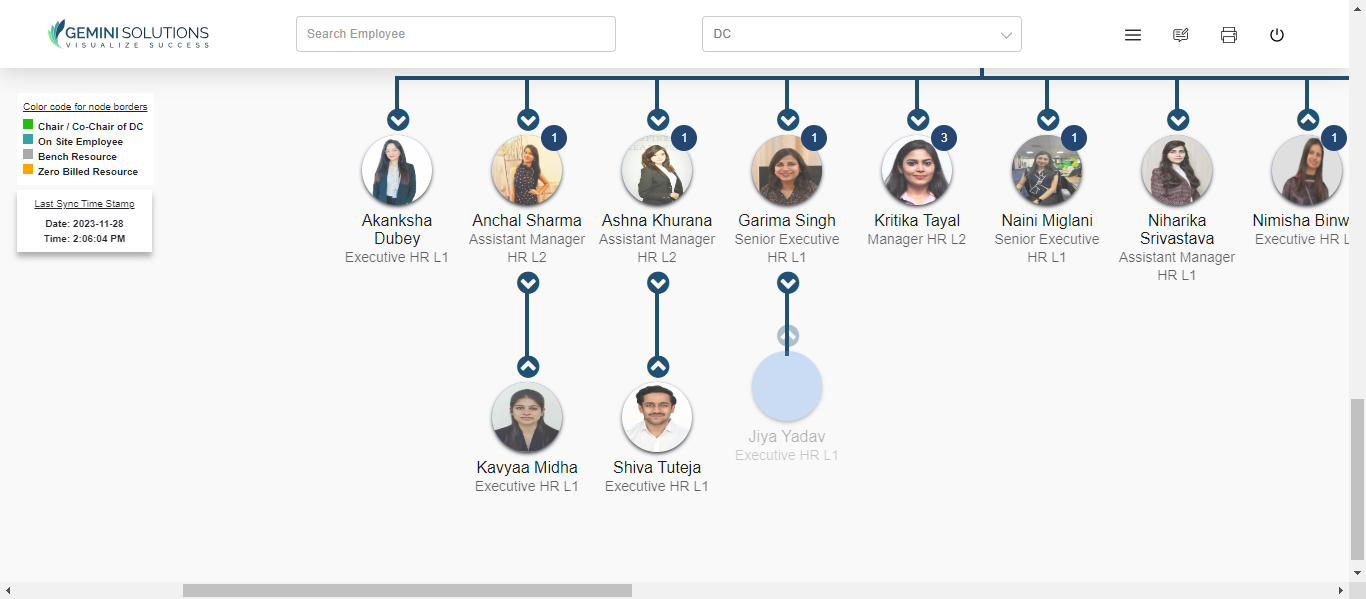 GEMINI SOLUTIONS
VISUALIZE SUCCESS
Search Employee
DC
Color code for node borders
Chair / Co-Chair of DC
On Site Employee
Bench Resource
Zero Billed Resource
Last Sync Time Stamp
Date: 2023-11-28
Time: 2:06:04 PM
1
1
1
3
1
1
Akanksha
Dubey
Executive HR L1
Anchal Sharma
Assistant Manager
HR L2
Ashna Khurana
Assistant Manager
HR L2
Garima Singh
Senior Executive
HR L1
Kritika Tayal
Manager HR L2
Naini Miglani
Senior Executive
HR L1
Niharika
Srivastava
Assistant Manager
HR L1
Nimisha Binw
Executive HR L
Kavyaa Midha
Executive HR L1
Shiva Tuteja
Executive HR L1
Jiya Yadav
Executive HR L1